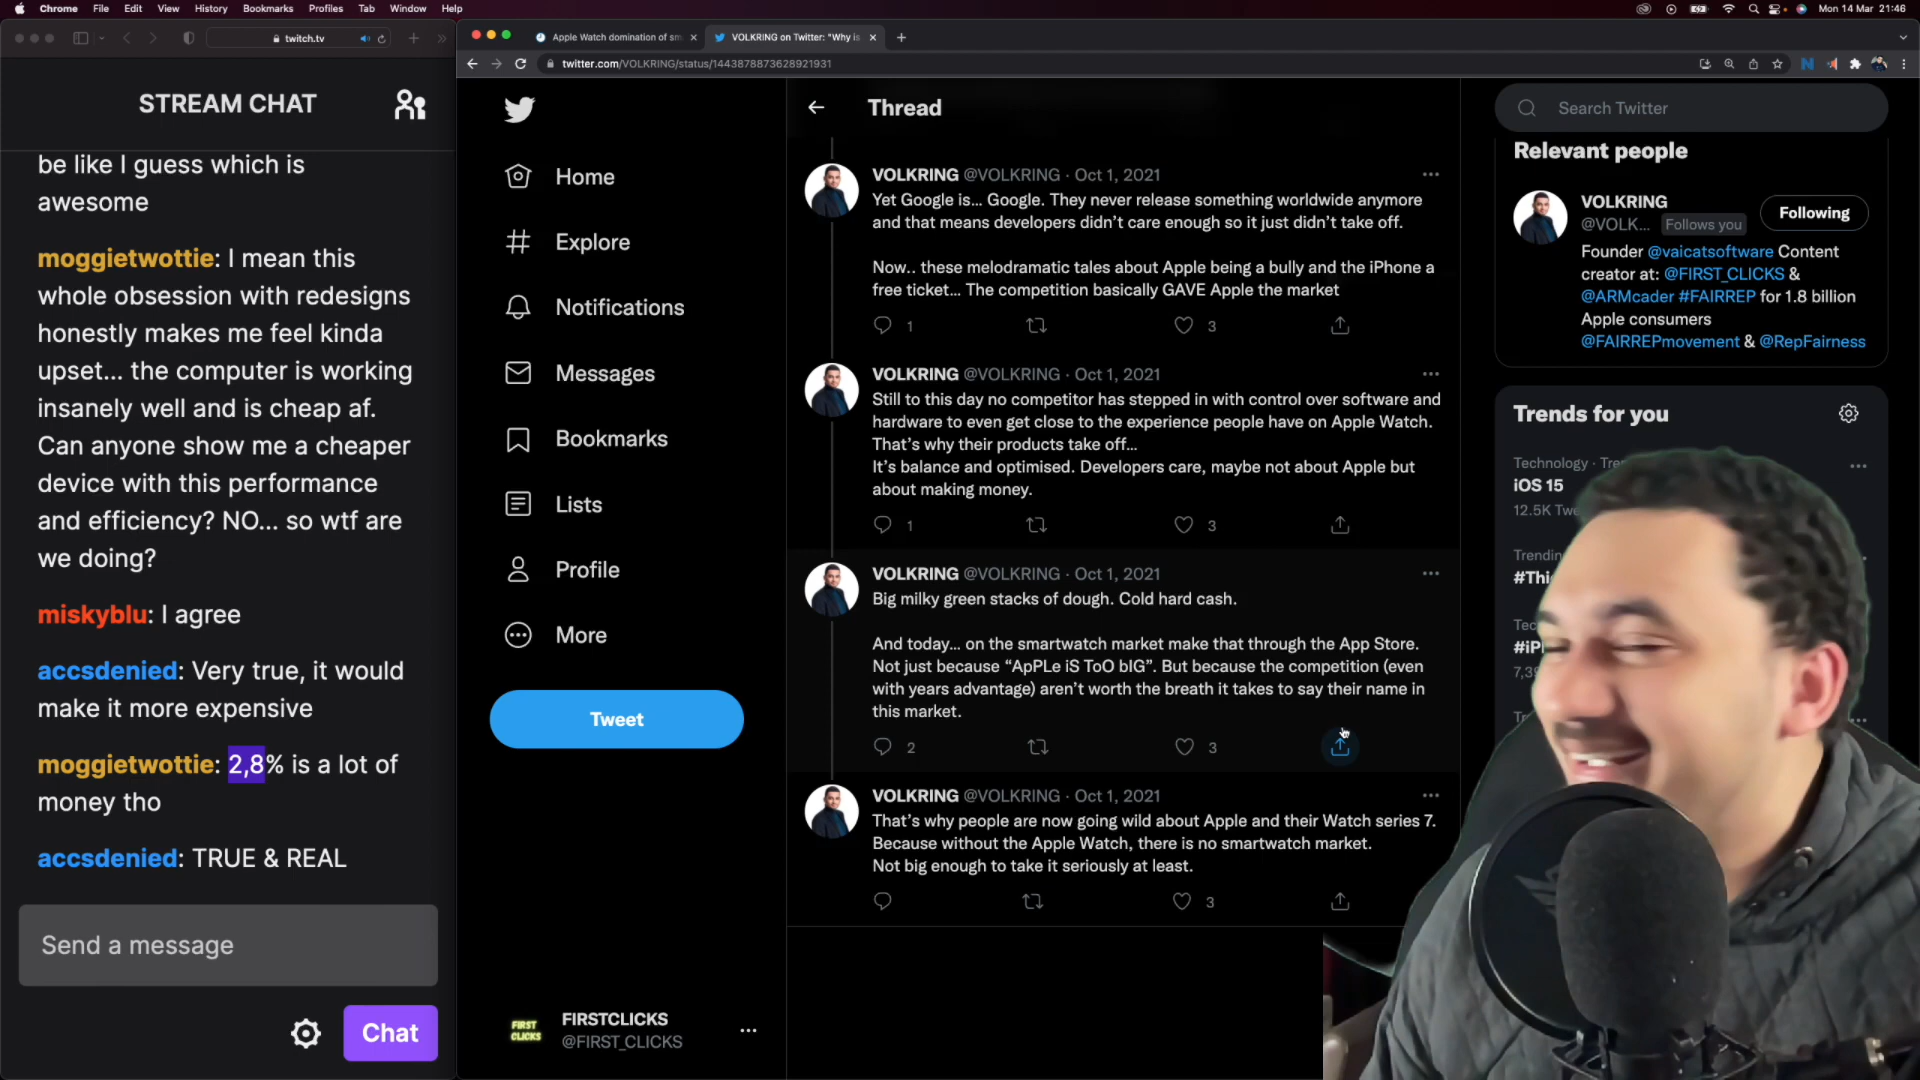 Chrome File Edit View History Bookmarks Profiles Tab Window Help
Mon 14 Mar 21:46
twitch.tv
STREAM CHAT
be like I guess which is
awesome
moggietwottie: I mean this
whole obsession with redesigns
honestly makes me feel kinda
upset... the computer is working
insanely well and is cheap af.
Can anyone show me a cheaper
device with this performance
and efficiency? NO... so wtf are
we doing?
miskyblu: I agree
accsdenied: Very true, it would
make it more expensive
moggietwottie: 2,8% is a lot of
money tho
accsdenied: TRUE & REAL
Send a message
Chat
Apple Watch domination of sm
VOLKRING on Twitter: "Why is
twitter.com/VOLKRING/status/1443878873628921931
Home
Explore
Notifications
Messages
Bookmarks
Lists
Profile
More
Tweet
FIRST CLICKS
FIRSTCLICKS
@FIRST_CLICKS
Thread
VOLKRING @VOLKRING · Oct 1, 2021
Yet Google is... Google. They never release something worldwide anymore
and that means developers didn't care enough so it just didn't take off.
Now.. these melodramatic tales about Apple being a bully and the iPhone a
free ticket... The competition basically GAVE Apple the market
1 3
VOLKRING @VOLKRING · Oct 1, 2021
Still to this day no competitor has stepped in with control over software and
hardware to even get close to the experience people have on Apple Watch.
That's why their products take off...
It's balance and optimised. Developers care, maybe not about Apple but
about making money.
1 3
VOLKRING @VOLKRING · Oct 1, 2021
Big milky green stacks of dough. Cold hard cash.
And today... on the smartwatch market make that through the App Store.
Not just because "ApPLe iS ToO bIG". But because the competition (even
with years advantage) aren't worth the breath it takes to say their name in
this market.
2 3
VOLKRING @VOLKRING · Oct 1, 2021
That's why people are now going wild about Apple and their Watch series 7.
Because without the Apple Watch, there is no smartwatch market.
Not big enough to take it seriously at least.
3
Search Twitter
Relevant people
VOLKRING
@VOLK... Follows you
Following
Founder @vaicatsoftware Content
creator at: @FIRST_CLICKS &
@ARMcader #FAIRREP for 1.8 billion
Apple consumers
@FAIRREPmovement & @RepFairness
Trends for you
Technology · Tre
iOS 15
12.5K Twe
Trending
#Thi
Tec
#iP
7,39